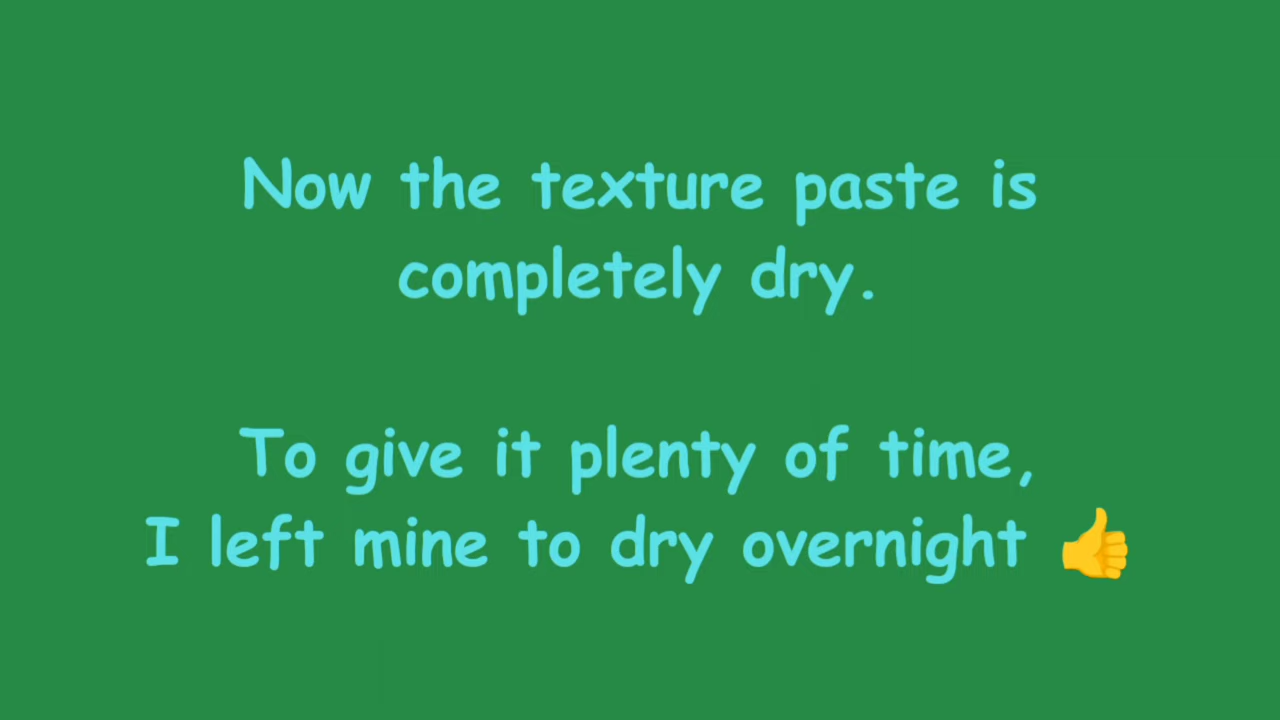 Now the texture paste is
completely dry.
To give it plenty of time,
I left mine to dry overnight 👍